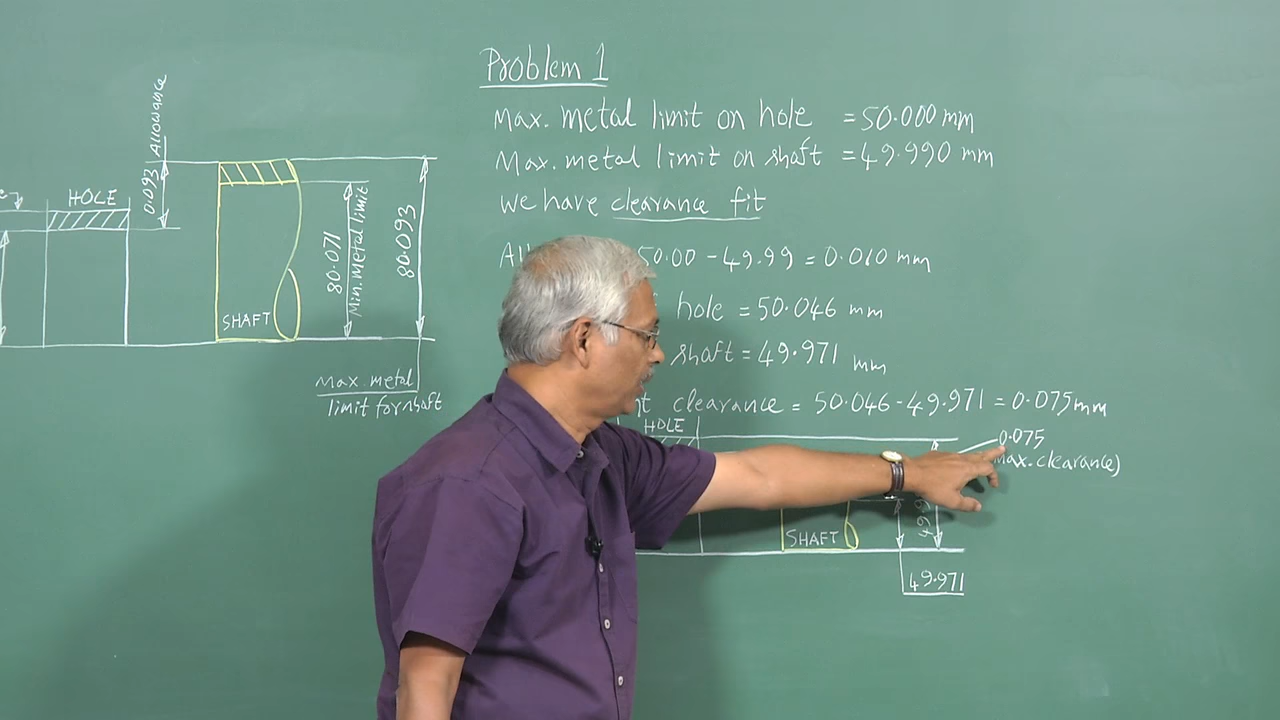 Problem 1
Max. metal limit on hole = 50.000 mm
Max. metal limit on shaft = 49.990 mm
We have clearance fit
50.00 - 49.99 = 0.010 mm
hole = 50.046 mm
shaft = 49.971 mm
clearance = 50.046 - 49.971 = 0.075 mm
HOLE
0.075
Max. clearance)
SHAFT
49.971
HOLE
0.093 Allowance
SHAFT
80.071
Min. Metal limit
80.093
Max. metal
limit for shaft